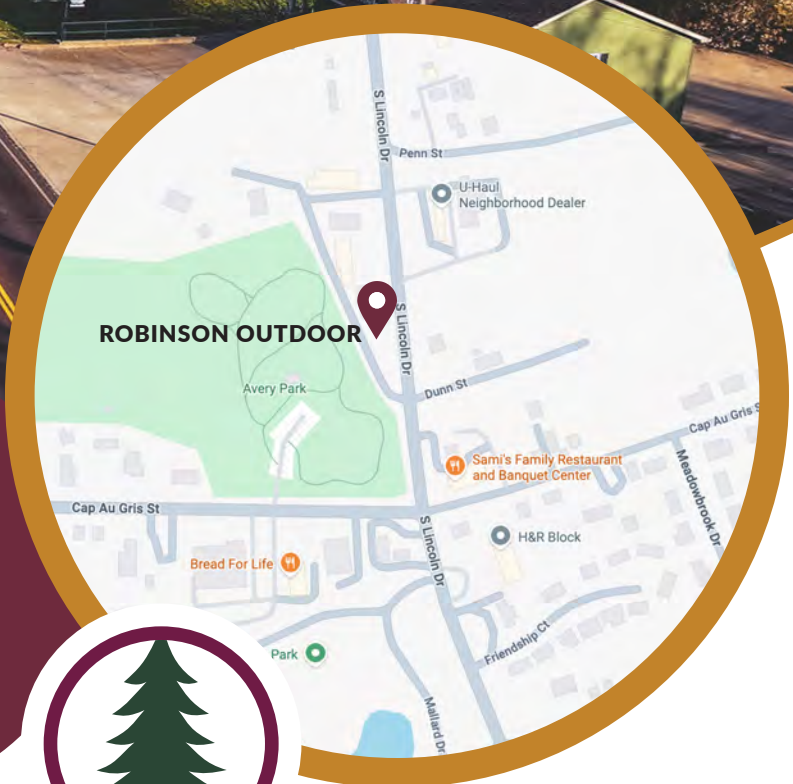 S Lincoln Dr
Penn St
U-Haul
Neighborhood Dealer
ROBINSON OUTDOOR
S Lincoln Dr
Avery Park
Dunn St
Cap Au Gris S
Sami's Family Restaurant
and Banquet Center
Meadowbrook Dr
Cap Au Gris St
S Lincoln Dr
H&R Block
Bread For Life
Friendship Ct
Park
Mallard Dr